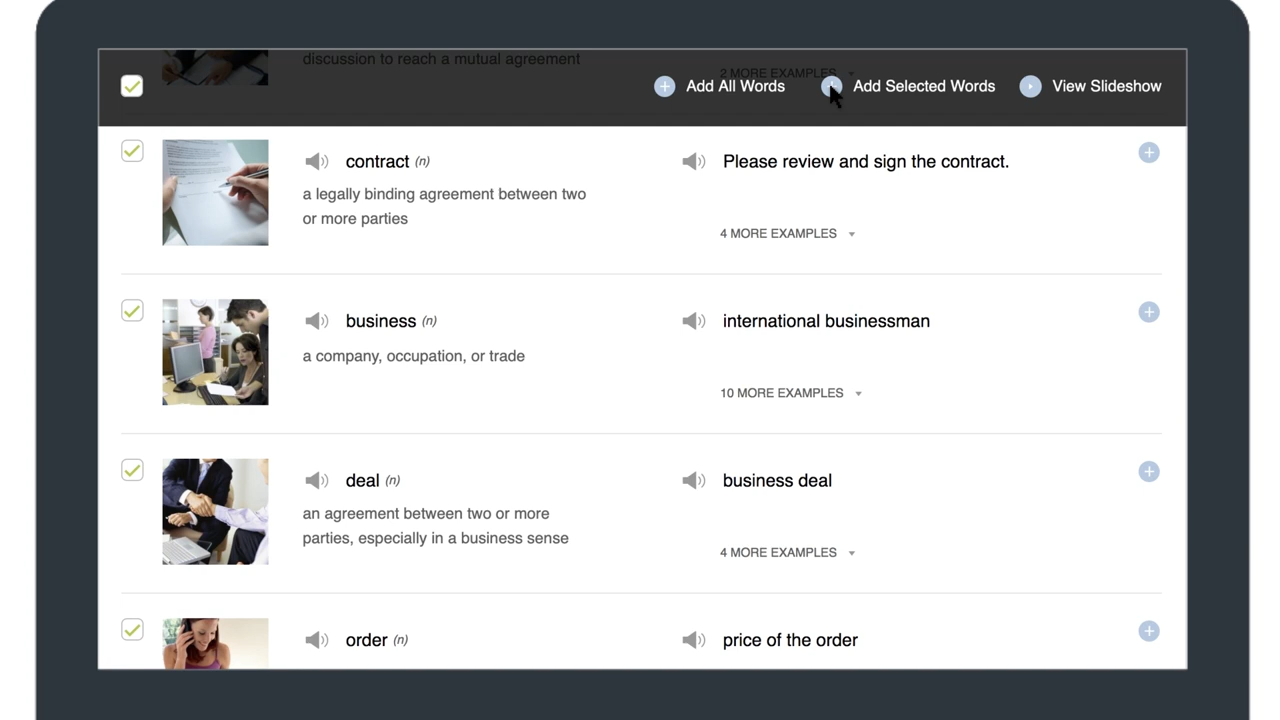 discussion to reach a mutual agreement
2 MORE EXAMPLES
Add All Words
Add Selected Words
View Slideshow
contract (n)
Please review and sign the contract.
a legally binding agreement between two
or more parties
4 MORE EXAMPLES
business (n)
international businessman
a company, occupation, or trade
10 MORE EXAMPLES
deal (n)
business deal
an agreement between two or more
parties, especially in a business sense
4 MORE EXAMPLES
order (n)
price of the order